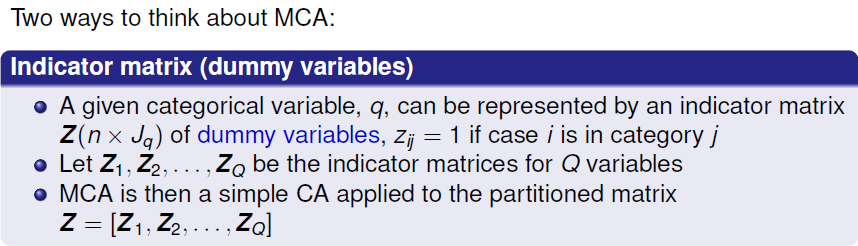 Two ways to think about MCA:
Indicator matrix (dummy variables)
A given categorical variable, q, can be represented by an indicator matrix
Z(n × J_q) of dummy variables, z_ij = 1 if case i is in category j
Let Z_1, Z_2, . . . , Z_Q be the indicator matrices for Q variables
MCA is then a simple CA applied to the partitioned matrix
Z = [Z_1, Z_2, . . . , Z_Q]